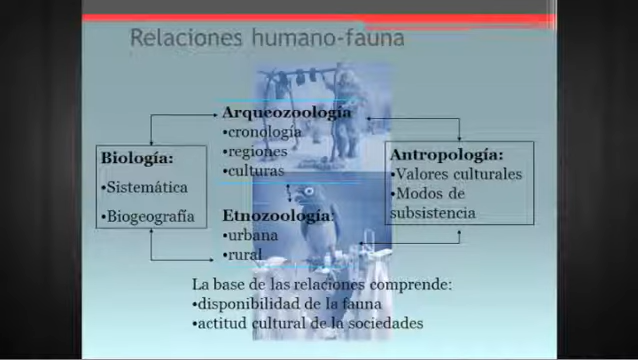 Relaciones humano-fauna
Arqueozoología
•cronología
•regiones
•culturas
Biología:
•Sistemática
•Biogeografía
Antropología:
•Valores culturales
•Modos de
subsistencia
Etnozoología:
•urbana
•rural
La base de las relaciones comprende:
•disponibilidad de la fauna
•actitud cultural de la sociedades